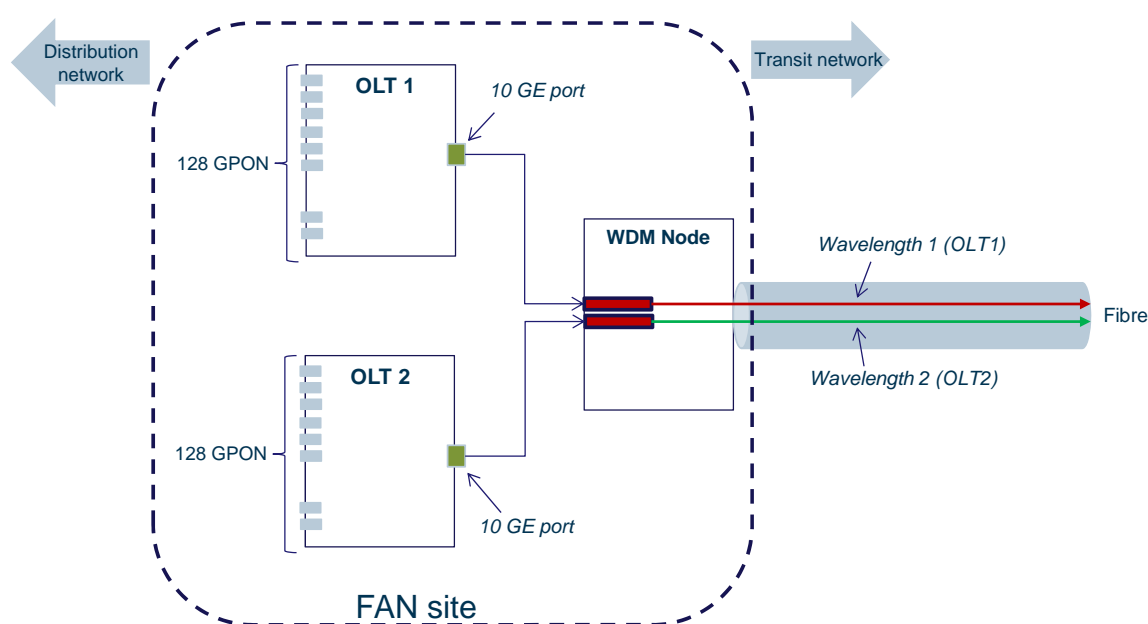 Distribution
network
Transit network
OLT 1
10 GE port
128 GPON
WDM Node
Wavelength 1 (OLT1)
Fibre
Wavelength 2 (OLT2)
OLT 2
128 GPON
10 GE port
FAN site